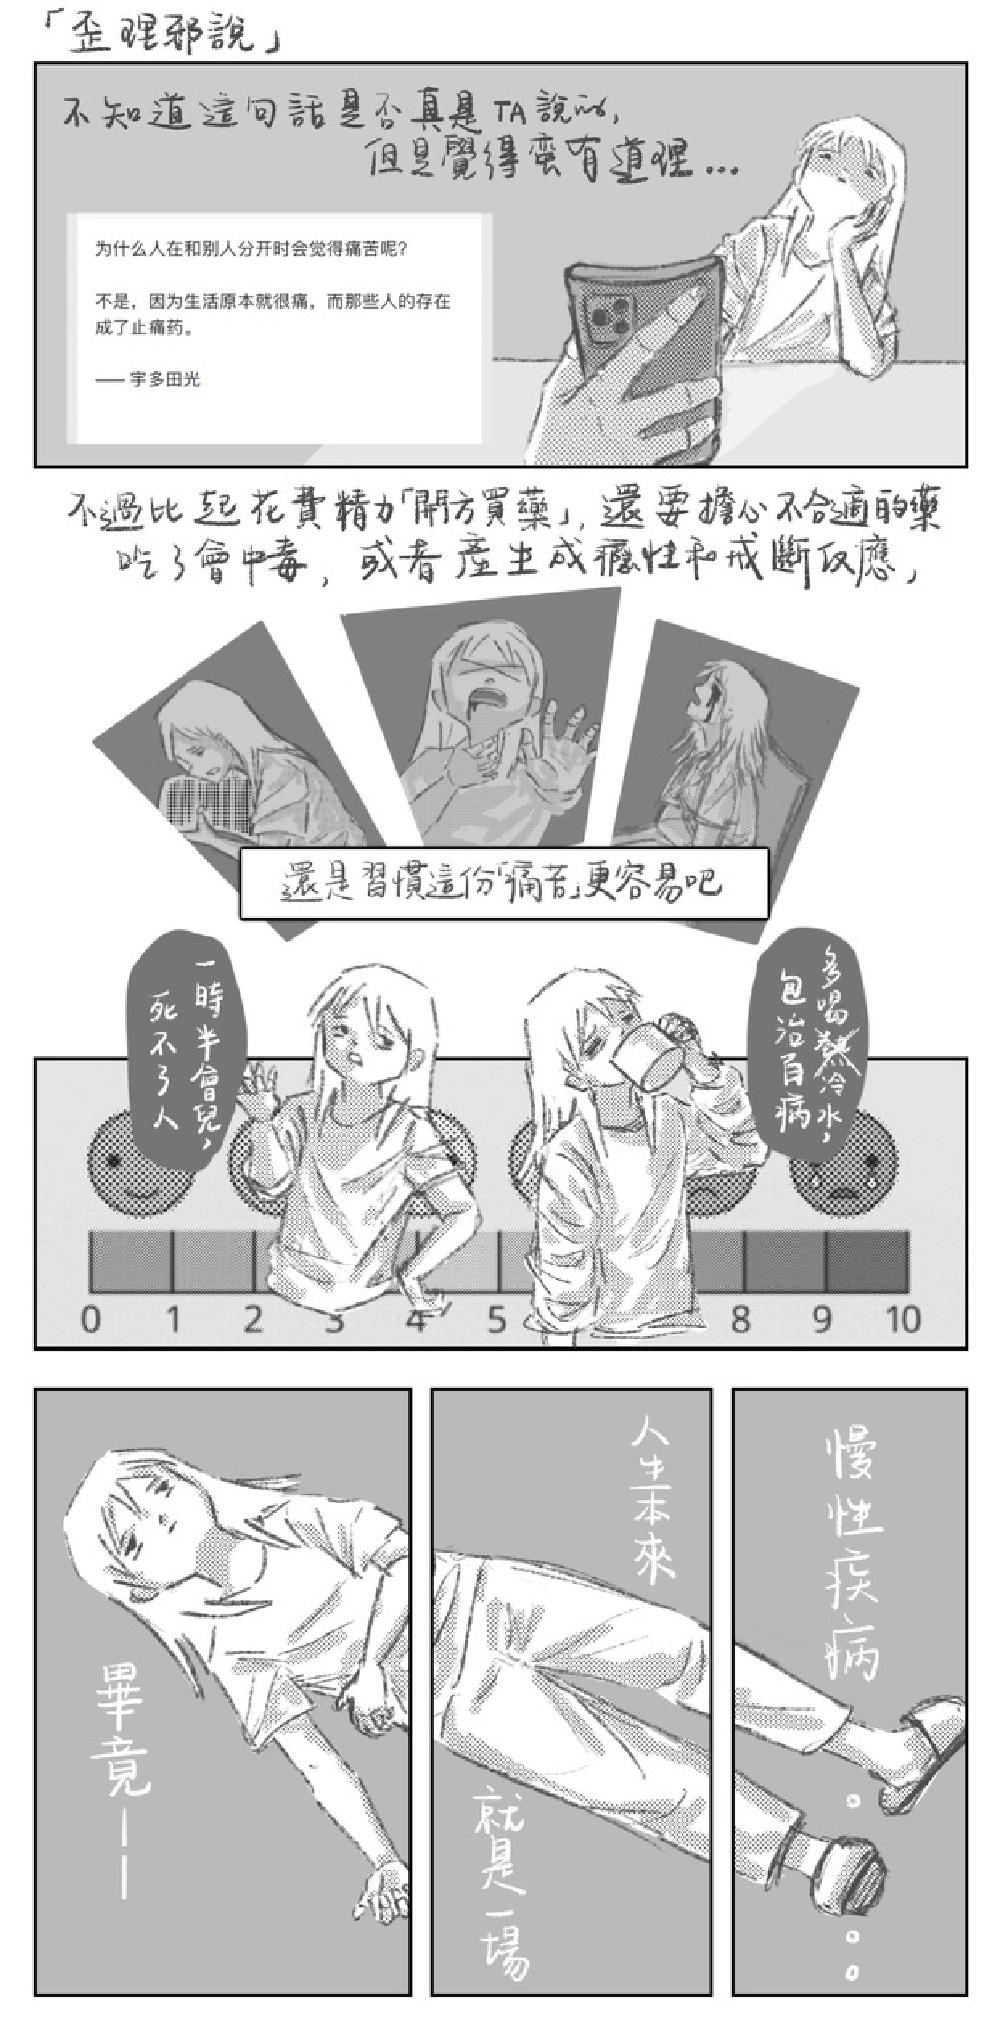 「歪理邪說」
不知道這句話是否真是TA說的,
但是覺得蠻有道理...
为什么人在和别人分开时会觉得痛苦呢?
不是，因为生活原本就很痛，而那些人的存在
成了止痛药。
—— 宇多田光
不過比起花費精力「開方買藥」,還要擔心不合適的藥
吃了會中毒,或者產生成癮性和戒斷反應,
還是習慣這份「痛苦」更容易吧
一時半會兒,
死不了人
多喝熱冷水,
包治百病
0 1 2 3 4 5 8 9 10
畢竟——
人生本來
就是一場
慢性疾病。。。